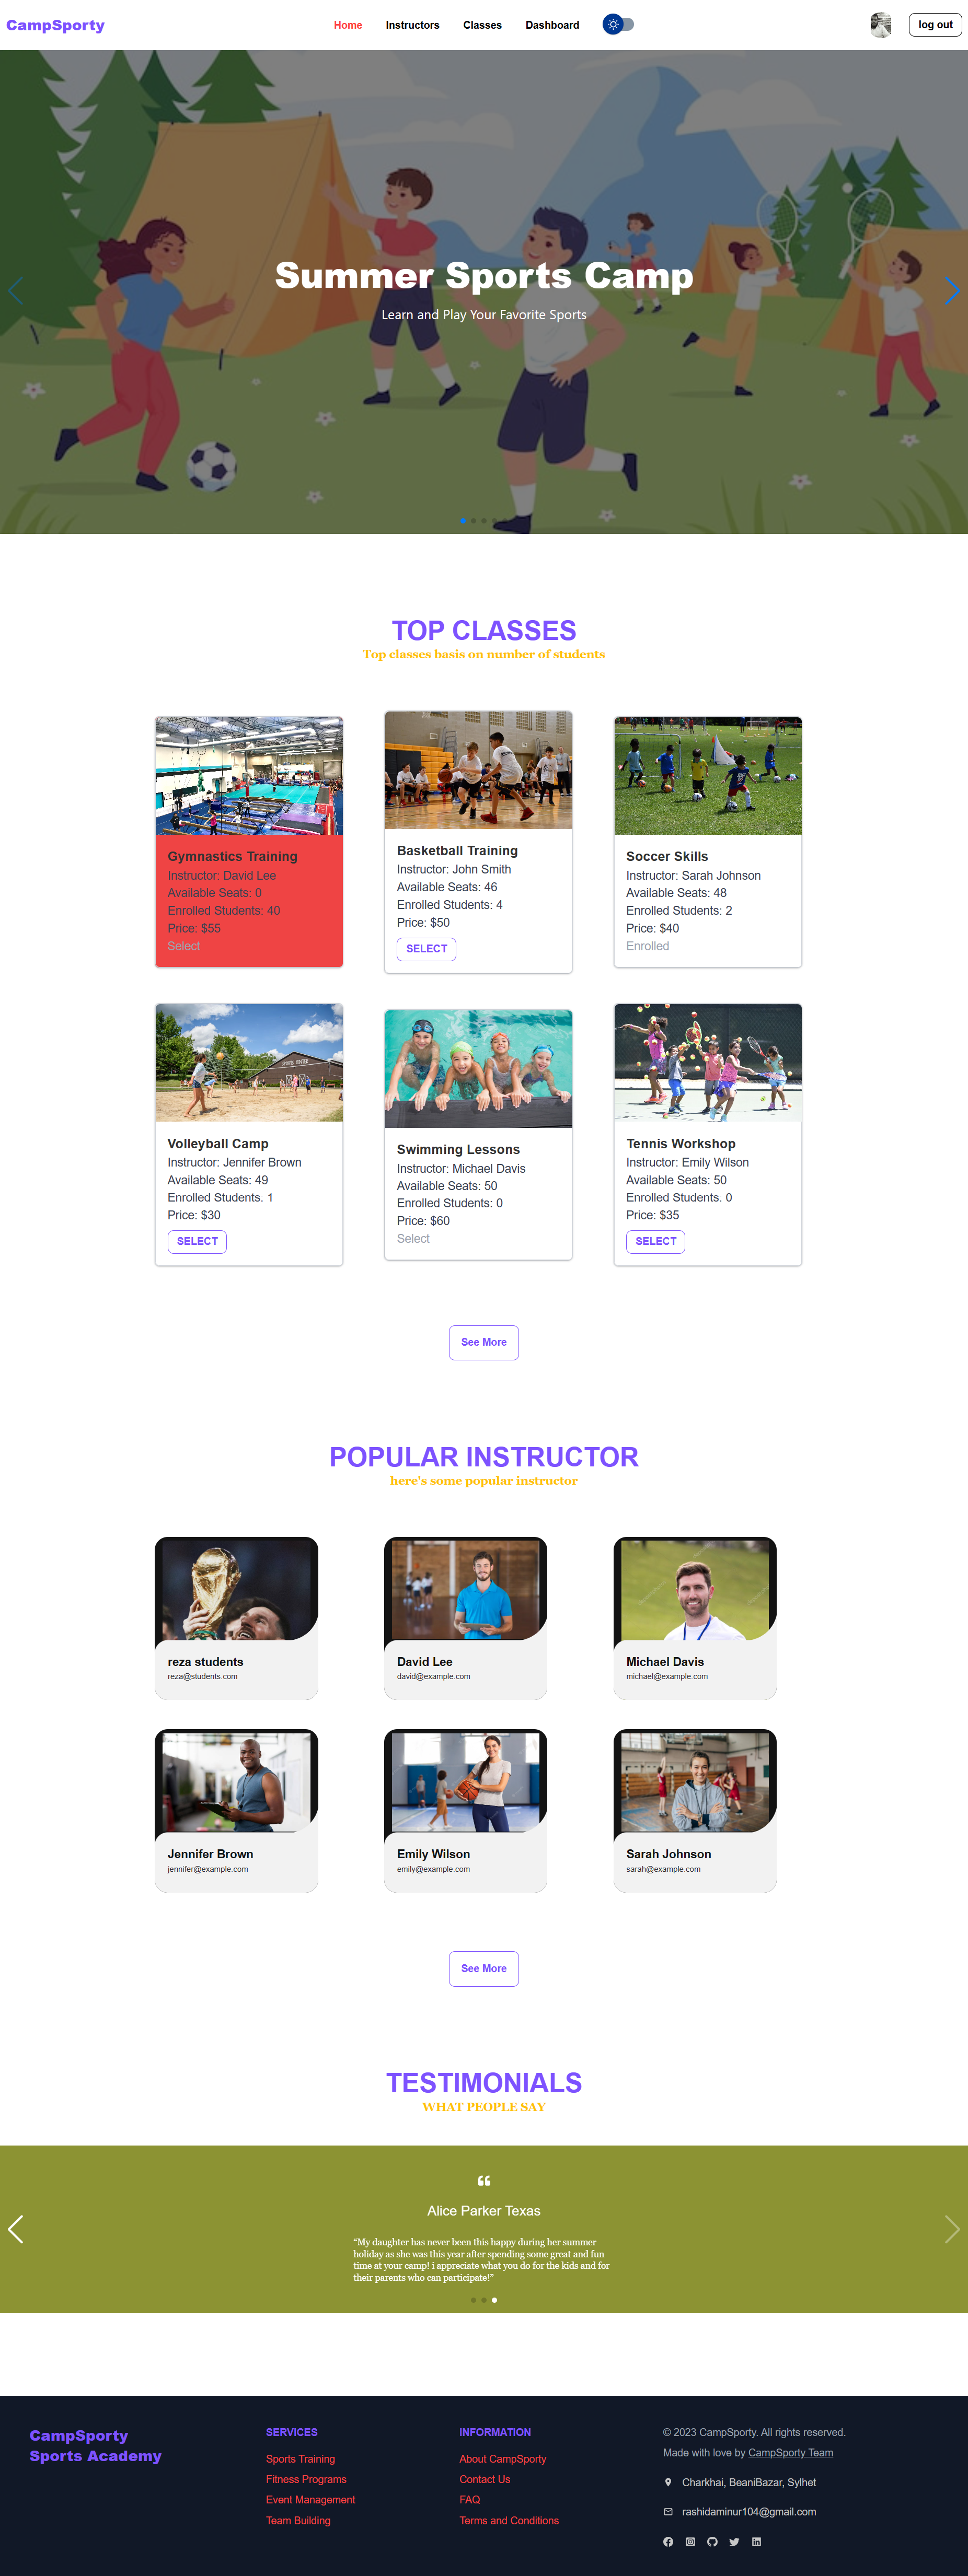 CampSporty
Home Instructors Classes Dashboard
log out
Summer Sports Camp
Learn and Play Your Favorite Sports
TOP CLASSES
Top classes basis on number of students
Gymnastics Training
Instructor: David Lee
Available Seats: 0
Enrolled Students: 40
Price: $55
Select
Basketball Training
Instructor: John Smith
Available Seats: 46
Enrolled Students: 4
Price: $50
SELECT
Soccer Skills
Instructor: Sarah Johnson
Available Seats: 48
Enrolled Students: 2
Price: $40
Enrolled
Volleyball Camp
Instructor: Jennifer Brown
Available Seats: 49
Enrolled Students: 1
Price: $30
SELECT
Swimming Lessons
Instructor: Michael Davis
Available Seats: 50
Enrolled Students: 0
Price: $60
Select
Tennis Workshop
Instructor: Emily Wilson
Available Seats: 50
Enrolled Students: 0
Price: $35
SELECT
See More
POPULAR INSTRUCTOR
here's some popular instructor
reza students
reza@students.com
David Lee
david@example.com
Michael Davis
michael@example.com
Jennifer Brown
jennifer@example.com
Emily Wilson
emily@example.com
Sarah Johnson
sarah@example.com
See More
TESTIMONIALS
WHAT PEOPLE SAY
Alice Parker Texas
“My daughter has never been this happy during her summer
holiday as she was this year after spending some great and fun
time at your camp! i appreciate what you do for the kids and for
their parents who can participate!”
CampSporty
Sports Academy
SERVICES
Sports Training
Fitness Programs
Event Management
Team Building
INFORMATION
About CampSporty
Contact Us
FAQ
Terms and Conditions
© 2023 CampSporty. All rights reserved.
Made with love by CampSporty Team
Charkhai, BeaniBazar, Sylhet
rashidaminur104@gmail.com